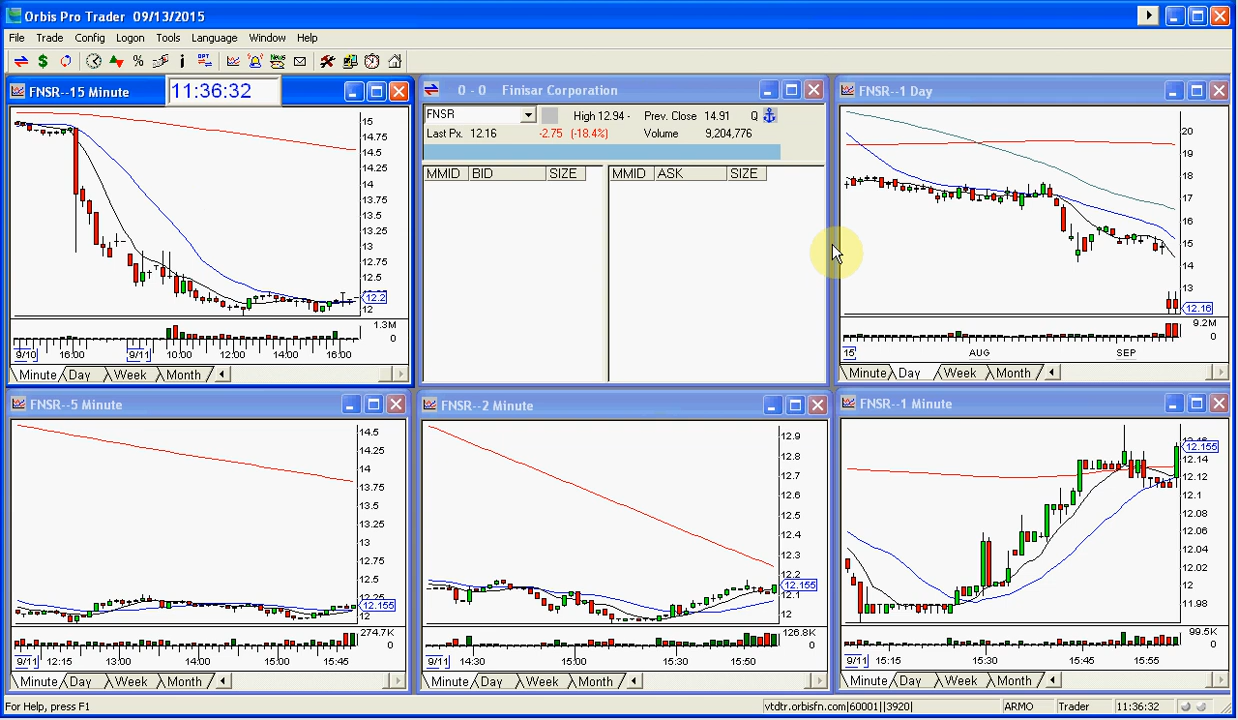 Orbis Pro Trader 09/13/2015
File Trade Config Logon Tools Language Window Help
FNSR--15 Minute
11:36:32
15
14.75
14.5
14.25
14
13.75
13.5
13.25
13
12.75
12.5
12.2
12
1.3M
0
9/10 16:00 9/11 10:00 12:00 14:00 16:00
Minute Day Week Month
0 - 0 Finisar Corporation
FNSR High 12.94 - Prev. Close 14.91 Q
Last Px. 12.16 -2.75 (-18.4%) Volume 9,204,776
MMID BID SIZE MMID ASK SIZE
FNSR--1 Day
20
19
18
17
16
15
14
13
12.16
9.2M
0
15 AUG SEP
Minute Day Week Month
FNSR--5 Minute
14.5
14.25
14
13.75
13.5
13.25
13
12.75
12.5
12.25
12.155
12
274.7K
0
9/11 12:15 13:00 14:00 15:00 15:45
Minute Day Week Month
FNSR--2 Minute
12.9
12.8
12.7
12.6
12.5
12.4
12.3
12.2
12.155
12.1
12
126.8K
0
9/11 14:30 15:00 15:30 15:50
Minute Day Week Month
FNSR--1 Minute
12.155
12.14
12.12
12.1
12.08
12.06
12.04
12.02
12
11.98
99.5K
0
9/11 15:15 15:30 15:45 15:55
Minute Day Week Month
For Help, press F1 vtdtr.orbisfn.com|60001||3920| ARMO Trader 11:36:32